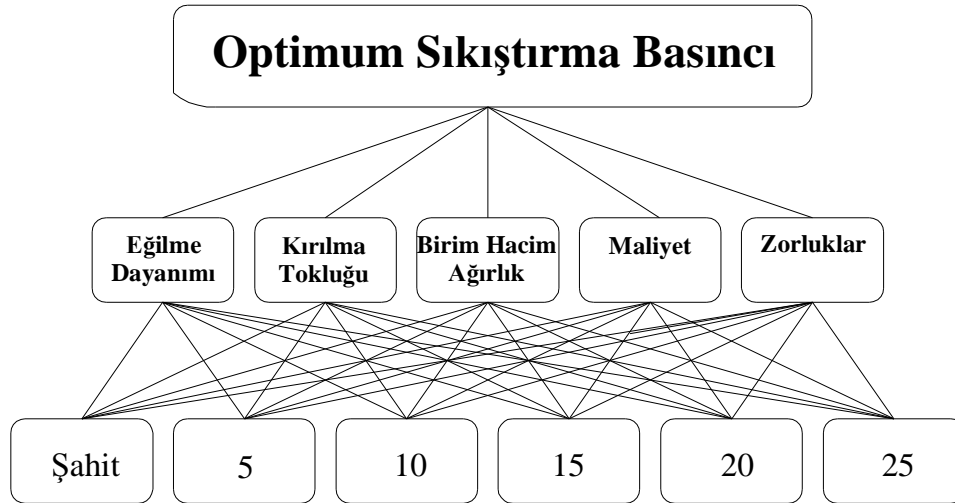 Optimum Sıkıştırma Basıncı
Eğilme
Dayanımı
Kırılma
Tokluğu
Birim Hacim
Ağırlık
Maliyet
Zorluklar
Şahit
5
10
15
20
25